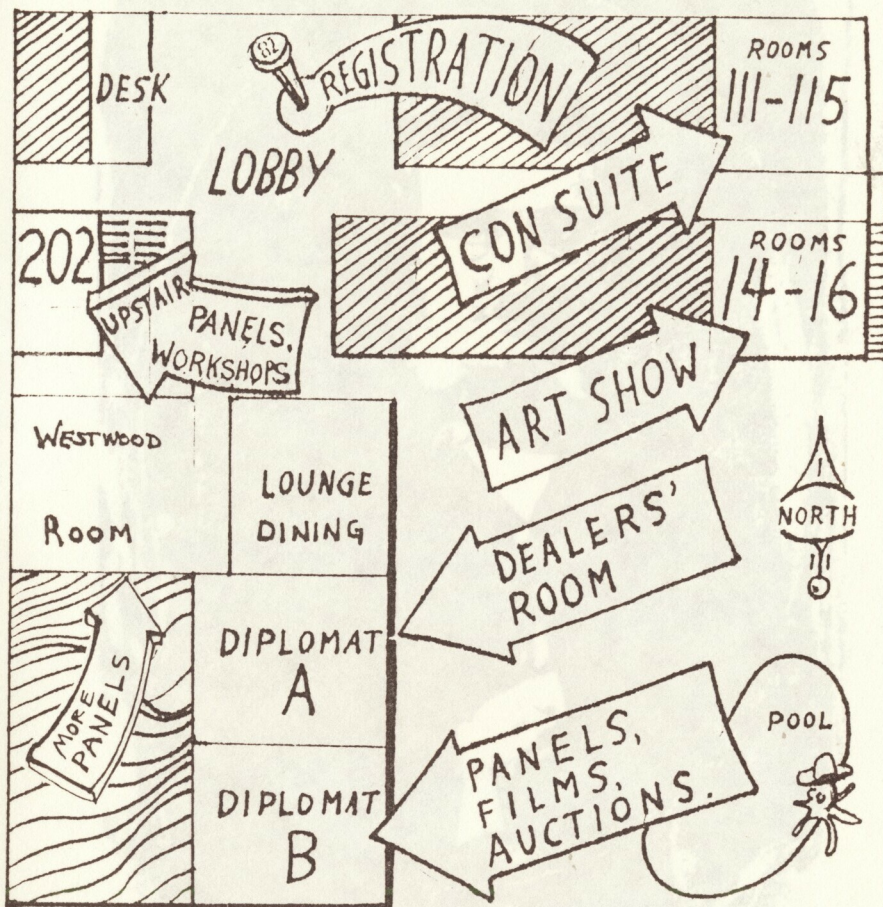 82
REGISTRATION
DESK
LOBBY
ROOMS
111-115
CON SUITE
202
UPSTAIR
PANELS,
WORKSHOPS
ROOMS
14-16
ART SHOW
WESTWOOD
ROOM
LOUNGE
DINING
NORTH
DEALERS'
ROOM
DIPLOMAT
A
MORE
PANELS
POOL
PANELS,
FILMS,
AUCTIONS.
DIPLOMAT
B